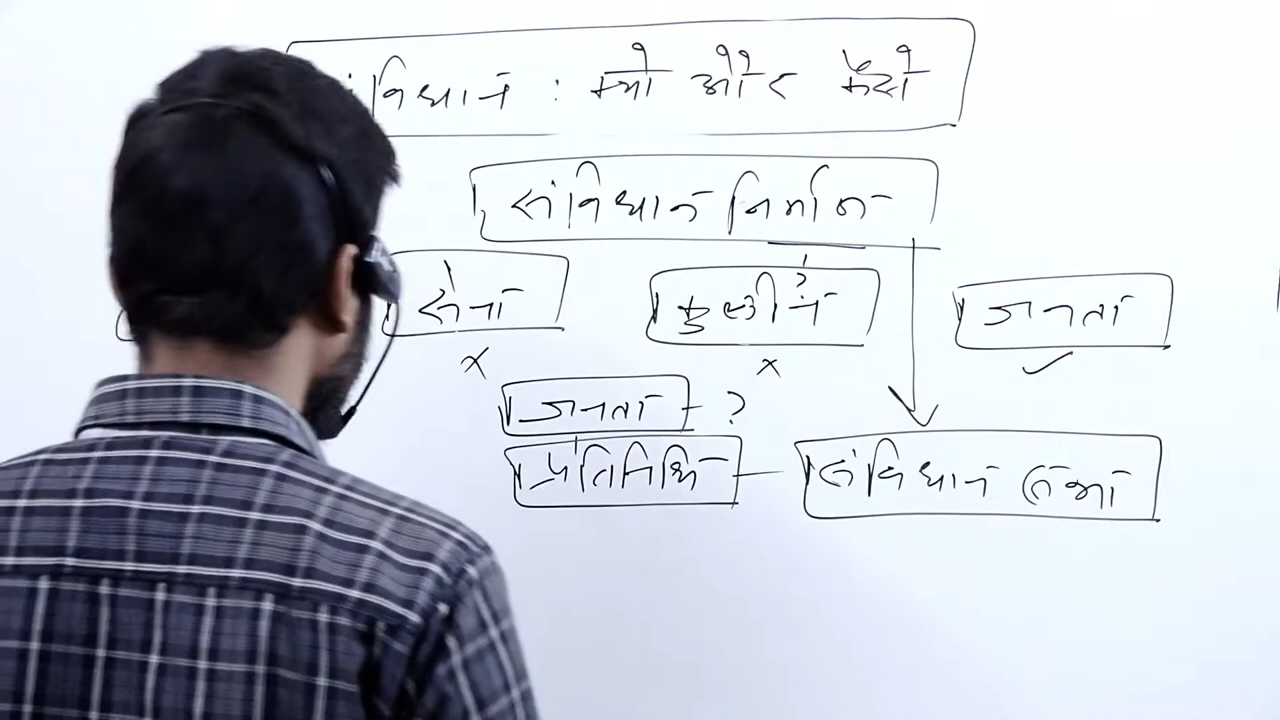 संविधान : क्यों और कैसे
संविधान निर्माण
सेना कुलीन ? जनता
जनता - ?
प्रतिनिधि - संविधान सभा